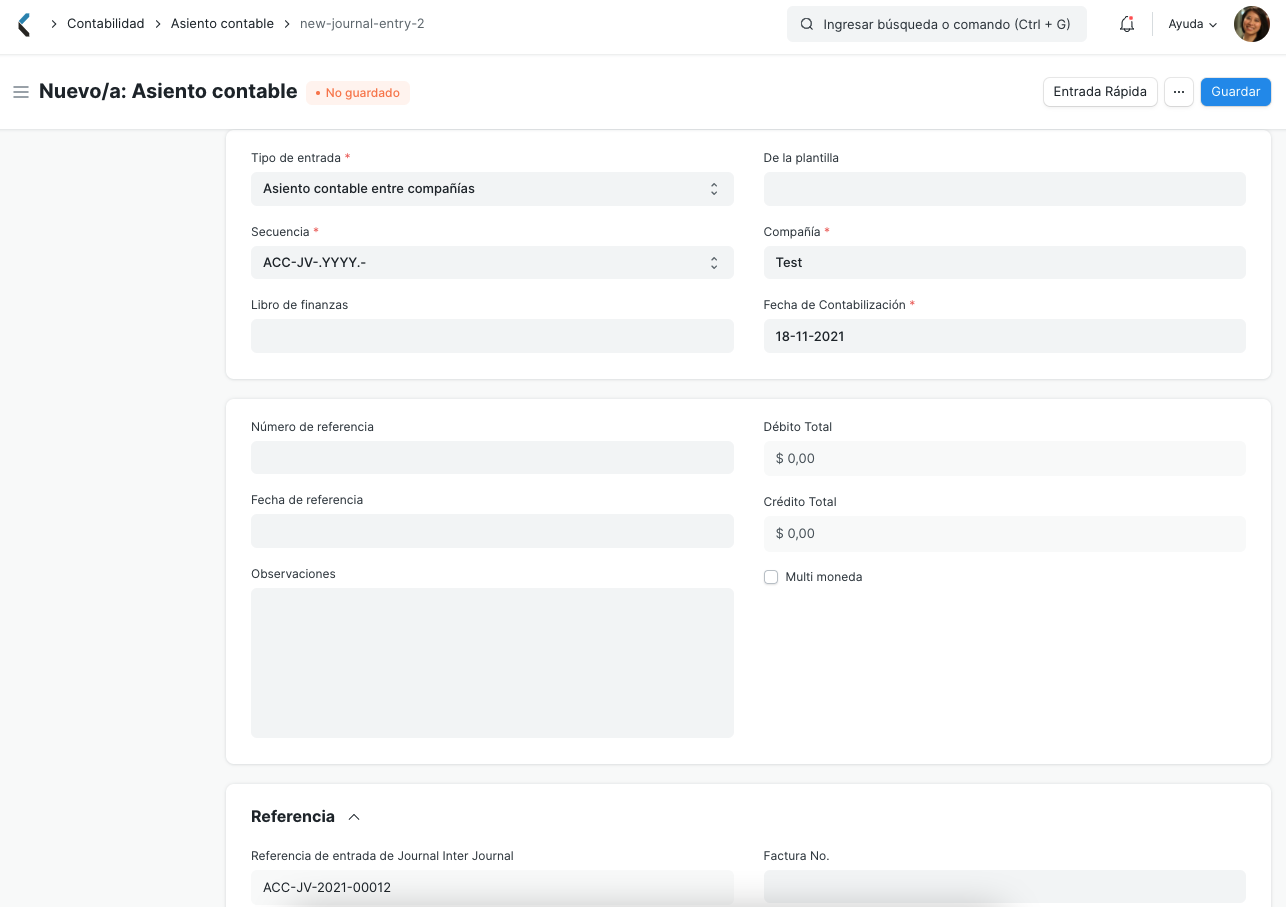 Contabilidad > Asiento contable > new-journal-entry-2
Ingresar búsqueda o comando (Ctrl + G)
Ayuda
Nuevo/a: Asiento contable
• No guardado
Entrada Rápida
···
Guardar
Tipo de entrada *
Asiento contable entre compañías
De la plantilla
Secuencia *
ACC-JV-.YYYY.-
Compañía *
Test
Libro de finanzas
Fecha de Contabilización *
18-11-2021
Número de referencia
Débito Total
$ 0,00
Fecha de referencia
Crédito Total
$ 0,00
Observaciones
Multi moneda
Referencia
Referencia de entrada de Journal Inter Journal
ACC-JV-2021-00012
Factura No.